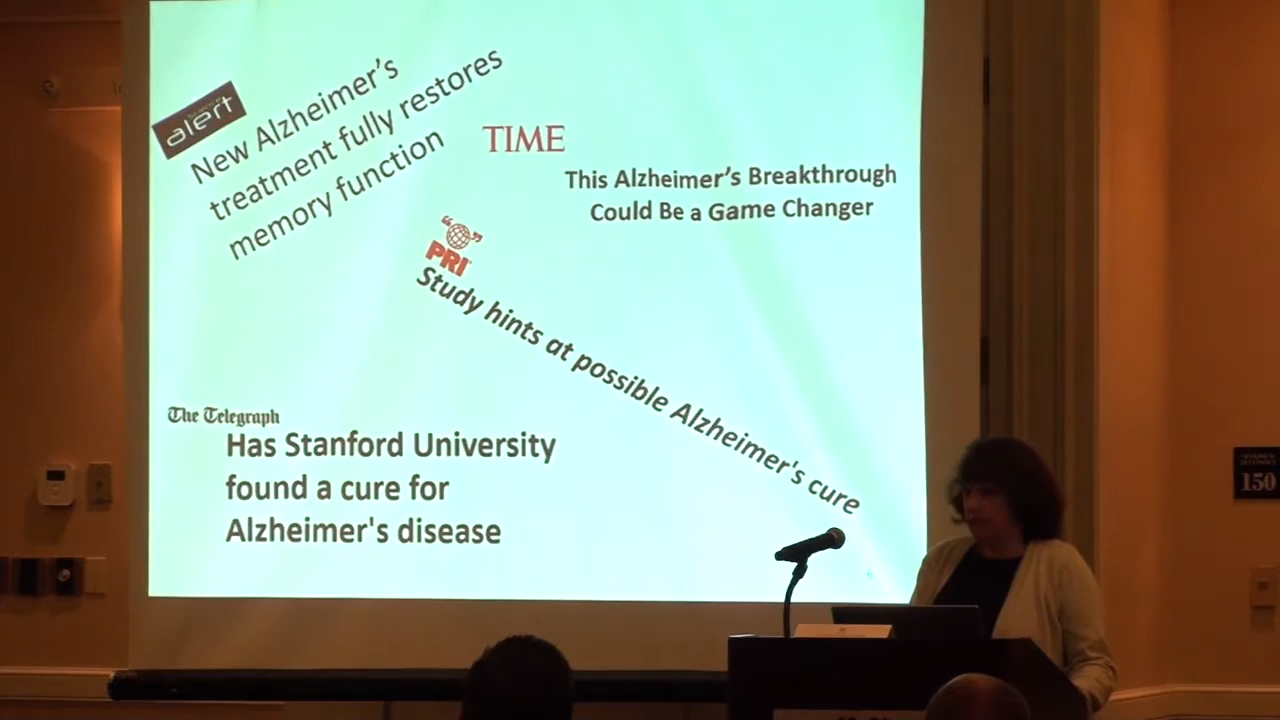 alert
New Alzheimer's
treatment fully restores
memory function
TIME
This Alzheimer's Breakthrough
Could Be a Game Changer
PRI
Study hints at possible Alzheimer's cure
The Telegraph
Has Stanford University
found a cure for
Alzheimer's disease
150